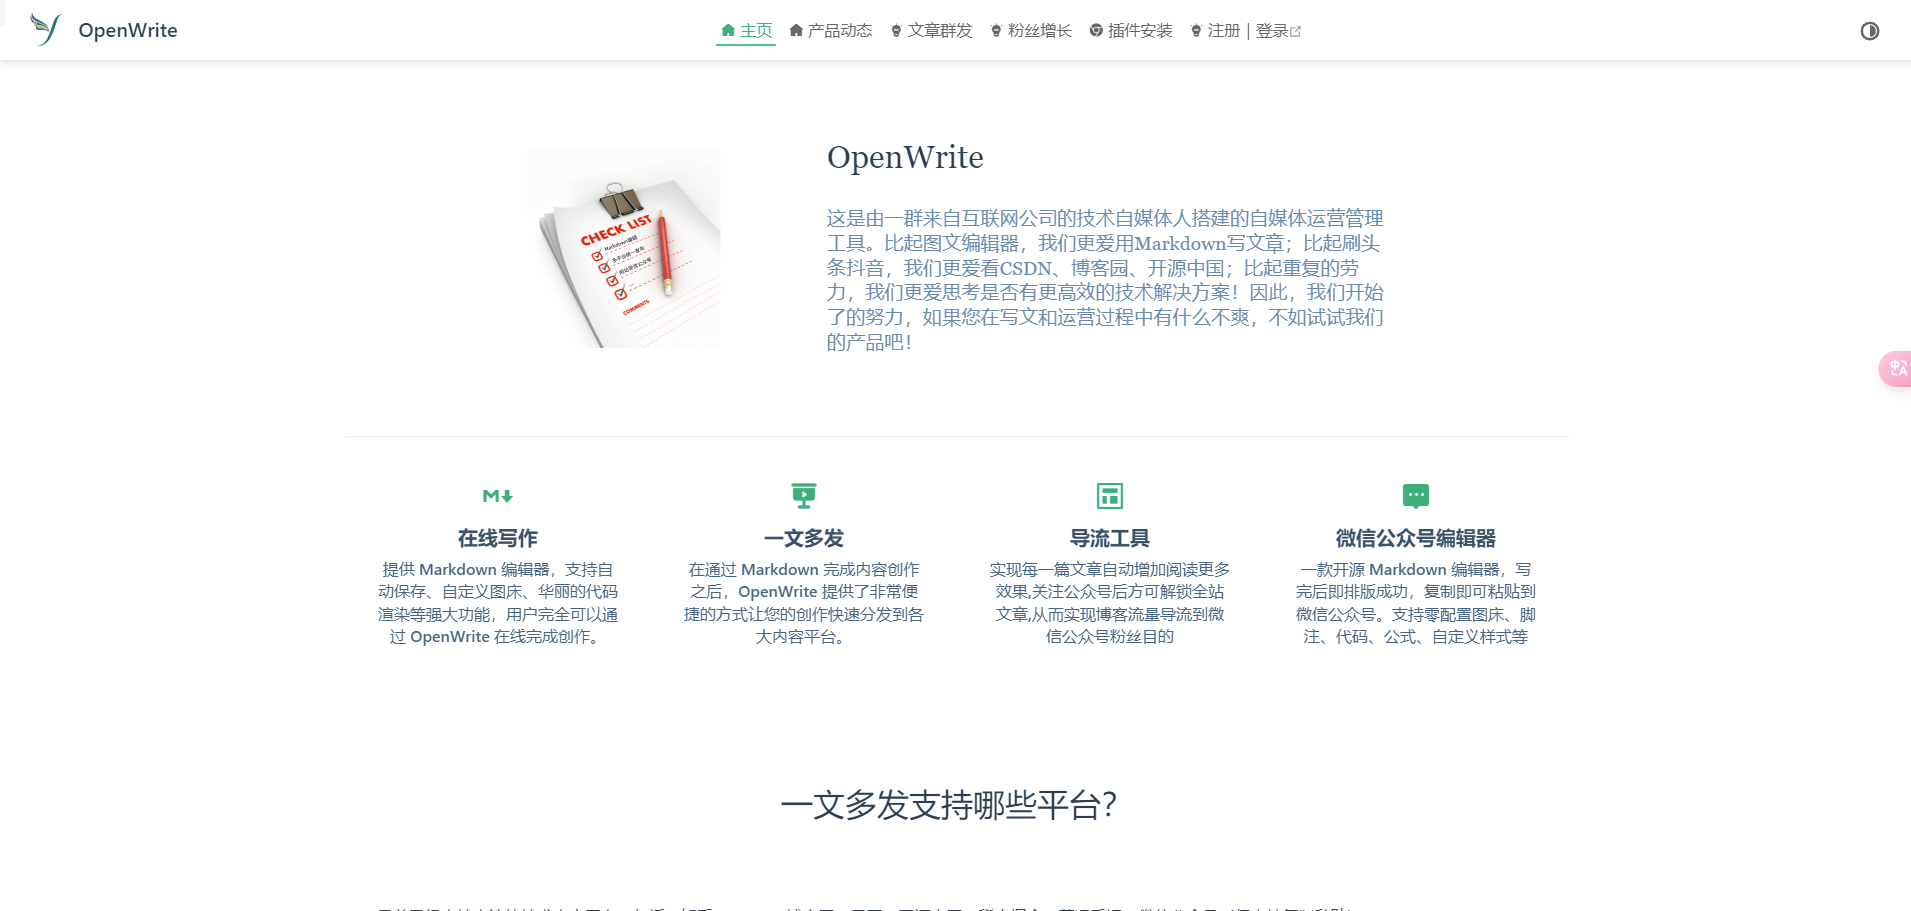 OpenWrite
主页 产品动态 文章群发 粉丝增长 插件安装 注册 | 登录
OpenWrite
这是由一群来自互联网公司的技术自媒体人搭建的自媒体运营管理
工具。比起图文编辑器，我们更爱用Markdown写文章；比起刷头
条抖音，我们更爱看CSDN、博客园、开源中国；比起重复的劳
力，我们更爱思考是否有更高效的技术解决方案！因此，我们开始
了的努力，如果您在写文和运营过程中有什么不爽，不如试试我们
的产品吧！
CHECK LIST
Markdown编辑
COMMENTS
在线写作
提供 Markdown 编辑器，支持自
动保存、自定义图床、华丽的代码
渲染等强大功能，用户完全可以通
过 OpenWrite 在线完成创作。
一文多发
在通过 Markdown 完成内容创作
之后，OpenWrite 提供了非常便
捷的方式让您的创作快速分发到各
大内容平台。
导流工具
实现每一篇文章自动增加阅读更多
效果,关注公众号后方可解锁全站
文章,从而实现博客流量导流到微
信公众号粉丝目的
微信公众号编辑器
一款开源 Markdown 编辑器，写
完后即排版成功，复制即可粘贴到
微信公众号。支持零配置图床、脚
注、代码、公式、自定义样式等
一文多发支持哪些平台？